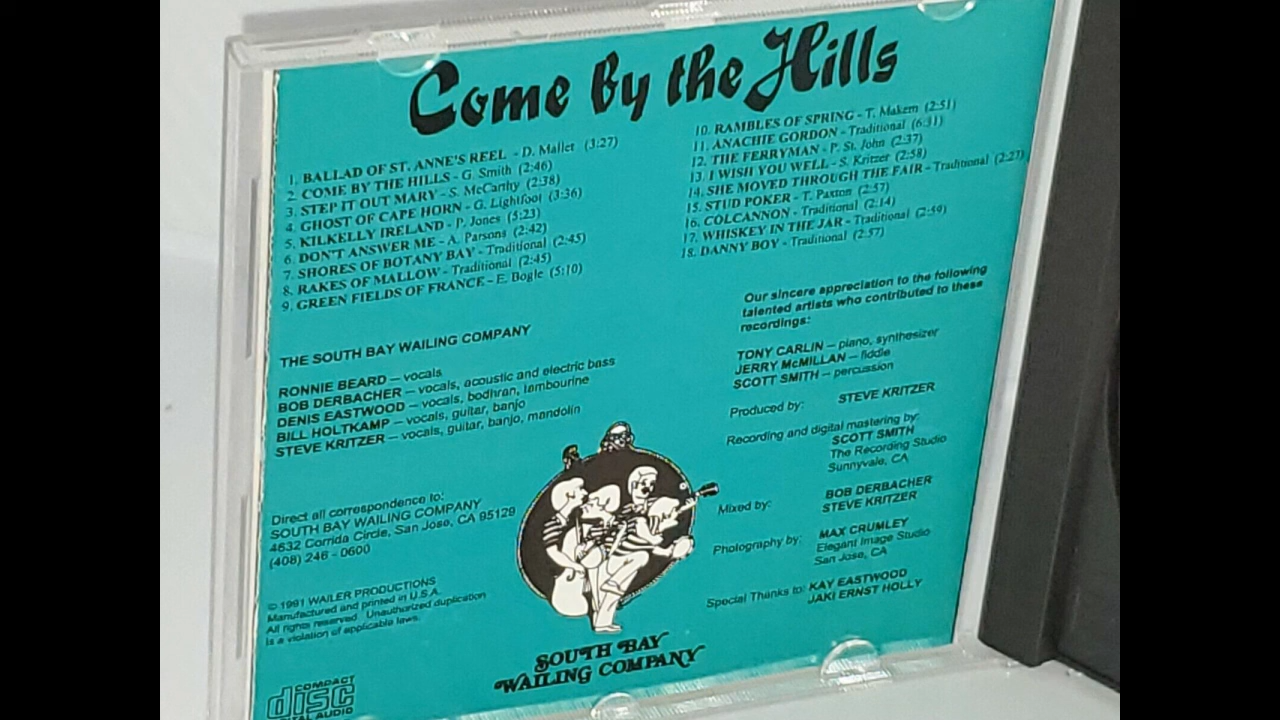 Come By the Hills
1. BALLAD OF ST. ANNE'S REEL - D. Mallet (3:27)
2. COME BY THE HILLS - G. Smith (2:46)
3. STEP IT OUT MARY - S. McCarthy (2:38)
4. GHOST OF CAPE HORN - G. Lightfoot (3:36)
5. KILKELLY IRELAND - P. Jones (5:23)
6. DON'T ANSWER ME - A. Parsons (2:42)
7. SHORES OF BOTANY BAY - Traditional (2:45)
8. RAKES OF MALLOW - Traditional (2:45)
9. GREEN FIELDS OF FRANCE - E. Bogle (5:10)
10. RAMBLES OF SPRING - T. Makem (2:51)
11. ANACHIE GORDON - Traditional (6:31)
12. THE FERRYMAN - P. St. John (2:37)
13. I WISH YOU WELL - S. Kritzer (2:58)
14. SHE MOVED THROUGH THE FAIR - Traditional (2:27)
15. STUD POKER - T. Paxton (2:57)
16. COLCANNON - Traditional (2:14)
17. WHISKEY IN THE JAR - Traditional (2:59)
18. DANNY BOY - Traditional (2:57)
THE SOUTH BAY WAILING COMPANY
RONNIE BEARD – vocals
BOB DERBACHER – vocals, acoustic and electric bass
DENIS EASTWOOD – vocals, bodhran, tambourine
BILL HOLTKAMP – vocals, guitar, banjo
STEVE KRITZER – vocals, guitar, banjo, mandolin
Direct all correspondence to:
SOUTH BAY WAILING COMPANY
4632 Corrida Circle, San Jose, CA 95129
(408) 246 - 0600
© 1991 WAILER PRODUCTIONS
Manufactured and printed in U.S.A.
All rights reserved. Unauthorized duplication
is a violation of applicable laws.
COMPACT
disc
DIGITAL AUDIO
Our sincere appreciation to the following
talented artists who contributed to these
recordings:
TONY CARLIN – piano, synthesizer
JERRY McMILLAN – fiddle
SCOTT SMITH – percussion
Produced by: STEVE KRITZER
Recording and digital mastering by:
SCOTT SMITH
The Recording Studio
Sunnyvale, CA
Mixed by: BOB DERBACHER
STEVE KRITZER
Photography by: MAX CRUMLEY
Elegant Image Studio
San Jose, CA
Special Thanks to: KAY EASTWOOD
JAKI ERNST HOLLY
SOUTH BAY
WAILING COMPANY